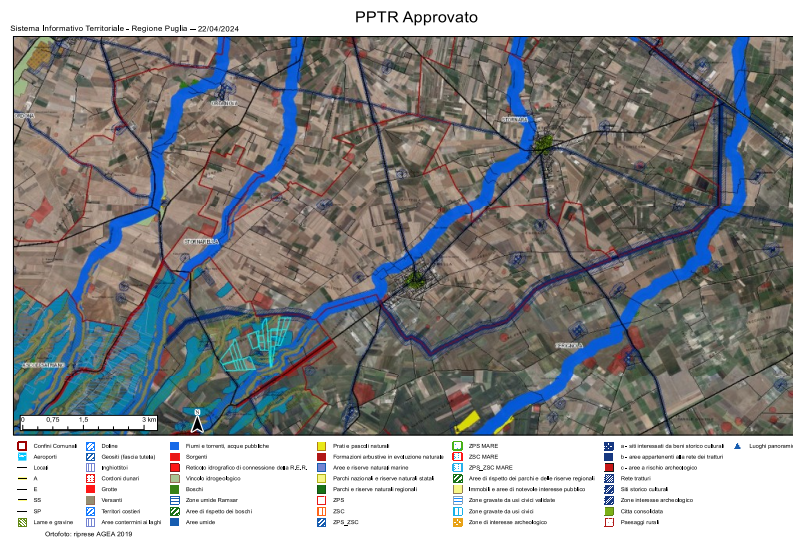 PPTR Approvato
Sistema Informativo Territoriale - Regione Puglia — 22/04/2024
STORNARA
STORNARELLA
CERIGNOLA
ASCOLI SATRIANO
0 0,75 1,5 3 km
N
Confini Comunali
Aeroporti
Locali
A
E
SS
SP
Lame e gravine
Doline
Geositi (fascia tutela)
Inghiottitoi
Cordoni dunari
Grotte
Versanti
Territori costieri
Aree contermini ai laghi
Fiumi e torrenti, acque pubbliche
Sorgenti
Reticolo idrografico di connessione della R.E.R.
Vincolo idrogeologico
Boschi
Zone umide Ramsar
Aree di rispetto dei boschi
Aree umide
Prati e pascoli naturali
Formazioni arbustive in evoluzione naturale
Aree e riserve naturali marine
Parchi nazionali e riserve naturali statali
Parchi e riserve naturali regionali
ZPS
ZSC
ZPS_ZSC
ZPS MARE
ZSC MARE
ZPS_ZSC MARE
Aree di rispetto dei parchi e delle riserve regionali
Immobili e aree di notevole interesse pubblico
Zone gravate da usi civici validate
Zone gravate da usi civici
Zone di interesse archeologico
a - siti interessati da beni storico culturali
b - aree appartenenti alla rete dei tratturi
c - aree a rischio archeologico
Rete tratturi
Siti storico culturali
Zone interesse archeologico
Citta consolidata
Paesaggi rurali
Luoghi panoramici
Ortofoto: riprese AGEA 2019